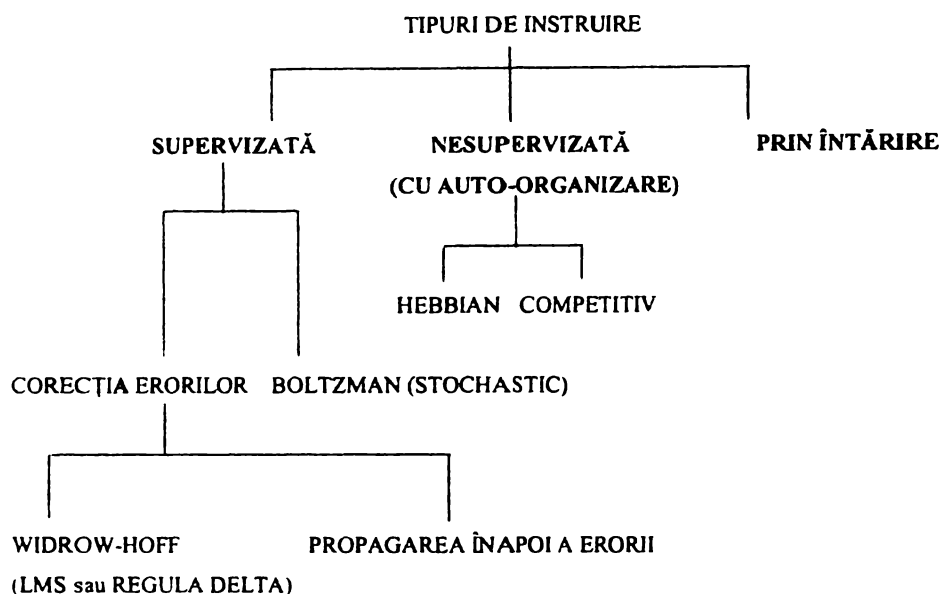 TIPURI DE INSTRUIRE
SUPERVIZATĂ NESUPERVIZATĂ PRIN ÎNTĂRIRE
(CU AUTO-ORGANIZARE)
HEBBIAN COMPETITIV
CORECȚIA ERORILOR BOLTZMAN (STOCHASTIC)
WIDROW-HOFF PROPAGAREA ÎNAPOI A ERORII
(LMS sau REGULA DELTA)